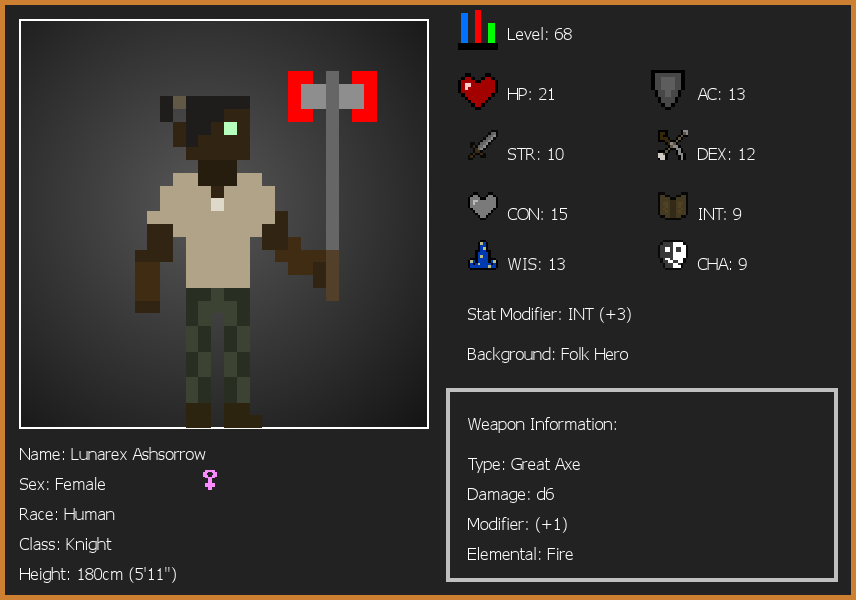 Level: 68
HP: 21
AC: 13
STR: 10
DEX: 12
CON: 15
INT: 9
WIS: 13
CHA: 9
Stat Modifier: INT (+3)
Background: Folk Hero
Weapon Information:
Type: Great Axe
Damage: d6
Modifier: (+1)
Elemental: Fire
Name: Lunarex Ashsorrow
Sex: Female
Race: Human
Class: Knight
Height: 180cm (5'11")